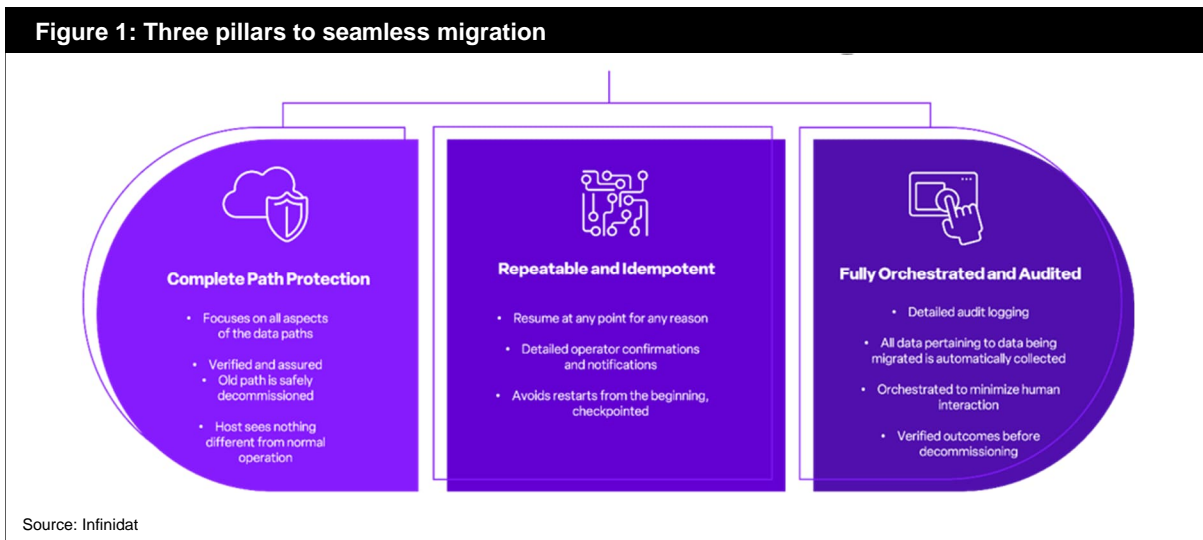 Figure 1: Three pillars to seamless migration
Complete Path Protection
• Focuses on all aspects
of the data paths
• Verified and assured
• Old path is safely
decommissioned
• Host sees nothing
different from normal
operation
Repeatable and Idempotent
• Resume at any point for any reason
• Detailed operator confirmations
and notifications
• Avoids restarts from the beginning,
checkpointed
Fully Orchestrated and Audited
• Detailed audit logging
• All data pertaining to data being
migrated is automatically collected
• Orchestrated to minimize human
interaction
• Verified outcomes before
decommissioning
Source: Infinidat